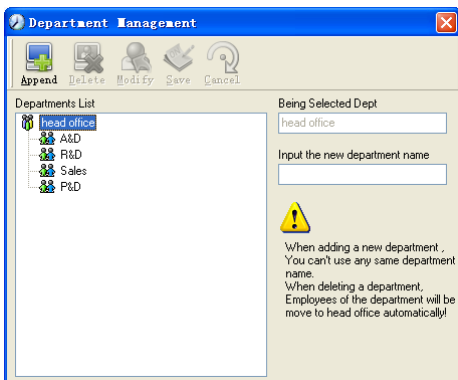 Department Management
Append Delete Modify Save Cancel
Departments List
head office
A&D
R&D
Sales
P&D
Being Selected Dept
head office
Input the new department name
When adding a new department ,
You can't use any same department
name.
When deleting a department,
Employees of the department will be
move to head office automatically!